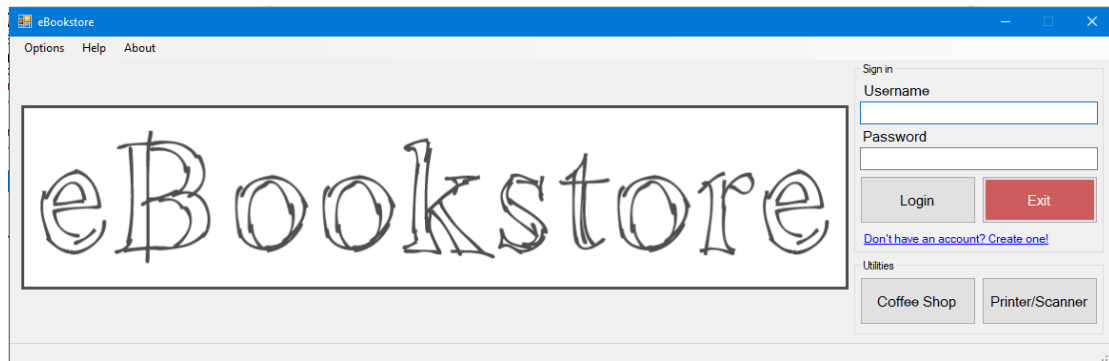 eBookstore
Options Help About
eBookstore
Sign in
Username
Password
Login Exit
Don't have an account? Create one!
Utilities
Coffee Shop Printer/Scanner